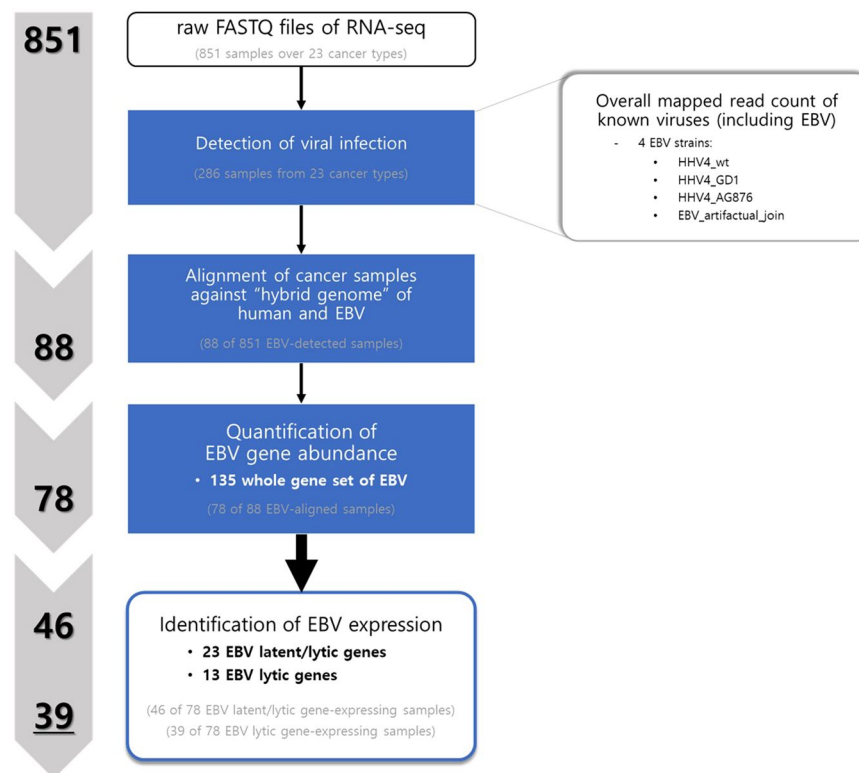 851
raw FASTQ files of RNA-seq
(851 samples over 23 cancer types)
Detection of viral infection
(286 samples from 23 cancer types)
Overall mapped read count of
known viruses (including EBV)
- 4 EBV strains:
• HHV4_wt
• HHV4_GD1
• HHV4_AG876
• EBV_artifactual_join
88
Alignment of cancer samples
against “hybrid genome” of
human and EBV
(88 of 851 EBV-detected samples)
78
Quantification of
EBV gene abundance
• 135 whole gene set of EBV
(78 of 88 EBV-aligned samples)
46
39
Identification of EBV expression
• 23 EBV latent/lytic genes
• 13 EBV lytic genes
(46 of 78 EBV latent/lytic gene-expressing samples)
(39 of 78 EBV lytic gene-expressing samples)